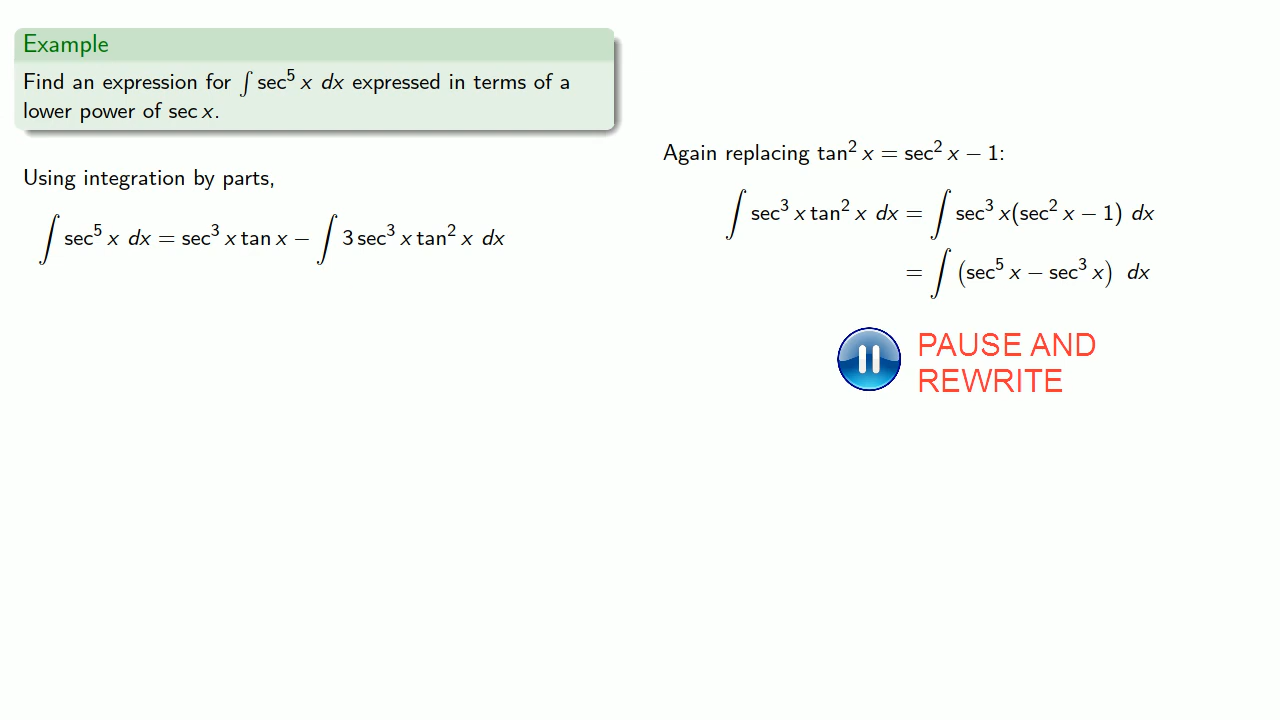 Example
Find an expression for ∫ sec⁵ x dx expressed in terms of a
lower power of sec x.
Using integration by parts,
∫ sec⁵ x dx = sec³ x tan x − ∫ 3 sec³ x tan² x dx
Again replacing tan² x = sec² x − 1:
∫ sec³ x tan² x dx = ∫ sec³ x(sec² x − 1) dx
= ∫ (sec⁵ x − sec³ x) dx
PAUSE AND
REWRITE